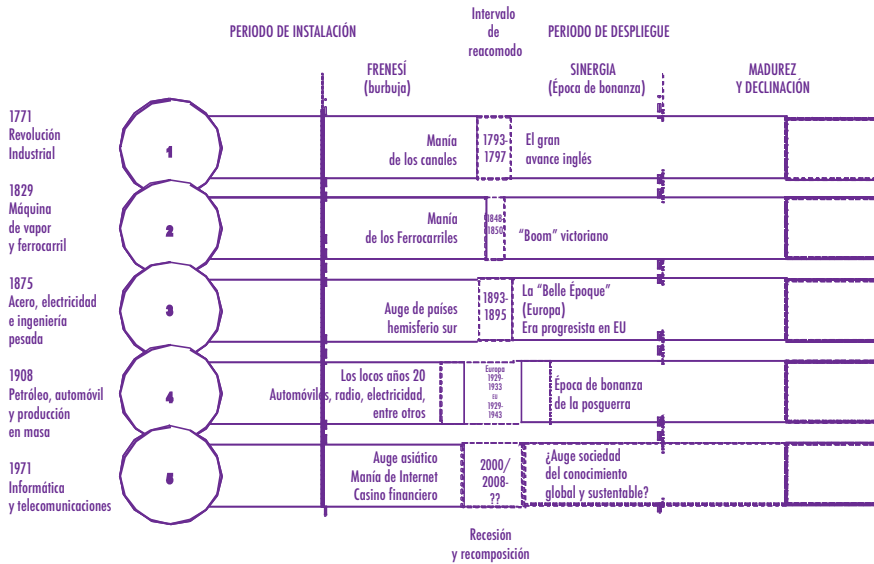 PERIODO DE INSTALACIÓN
Intervalo
de
reacomodo
PERIODO DE DESPLIEGUE
FRENESÍ
(burbuja)
SINERGIA
(Época de bonanza)
MADUREZ
Y DECLINACIÓN
1771
Revolución
Industrial
1
Manía
de los canales
1793-
1797
El gran
avance inglés
1829
Máquina
de vapor
y ferrocarril
2
Manía
de los Ferrocarriles
1848-
1850
“Boom” victoriano
1875
Acero, electricidad
e ingeniería
pesada
3
Auge de países
hemisferio sur
1893-
1895
La “Belle Époque”
(Europa)
Era progresista en EU
1908
Petróleo, automóvil
y producción
en masa
4
Los locos años 20
Automóviles, radio, electricidad,
entre otros
Europa
1929-
1933
EU
1929-
1943
Época de bonanza
de la posguerra
1971
Informática
y telecomunicaciones
5
Auge asiático
Manía de Internet
Casino financiero
2000/
2008-
??
¿Auge sociedad
del conocimiento
global y sustentable?
Recesión
y recomposición